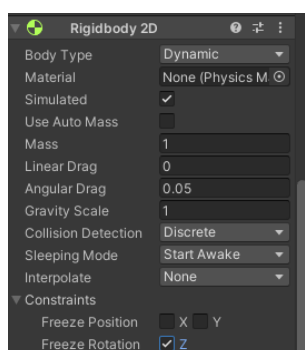 Rigidbody 2D
Body Type Dynamic
Material None (Physics M
Simulated
Use Auto Mass
Mass 1
Linear Drag 0
Angular Drag 0.05
Gravity Scale 1
Collision Detection Discrete
Sleeping Mode Start Awake
Interpolate None
Constraints
Freeze Position X Y
Freeze Rotation Z